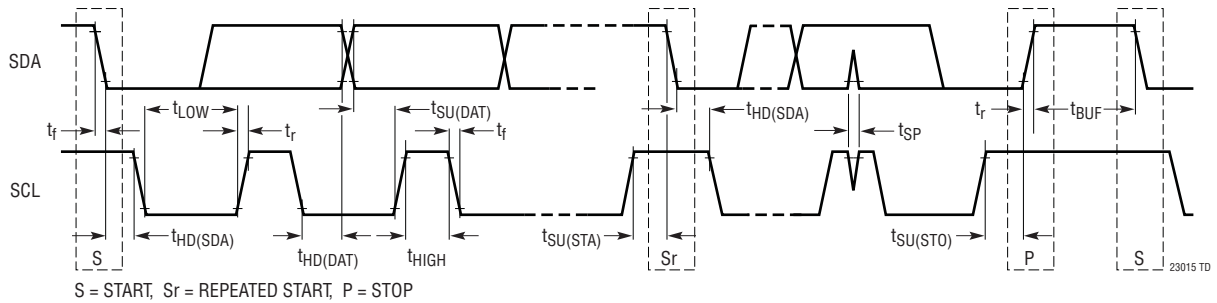 SDA
tLOW
tSU(DAT)
tHD(SDA)
tf
tr
tf
tSP
tr
tBUF
SCL
tHD(SDA)
tHD(DAT)
tHIGH
tSU(STA)
tSU(STO)
S
Sr
P
S
23015 TD
S = START, Sr = REPEATED START, P = STOP